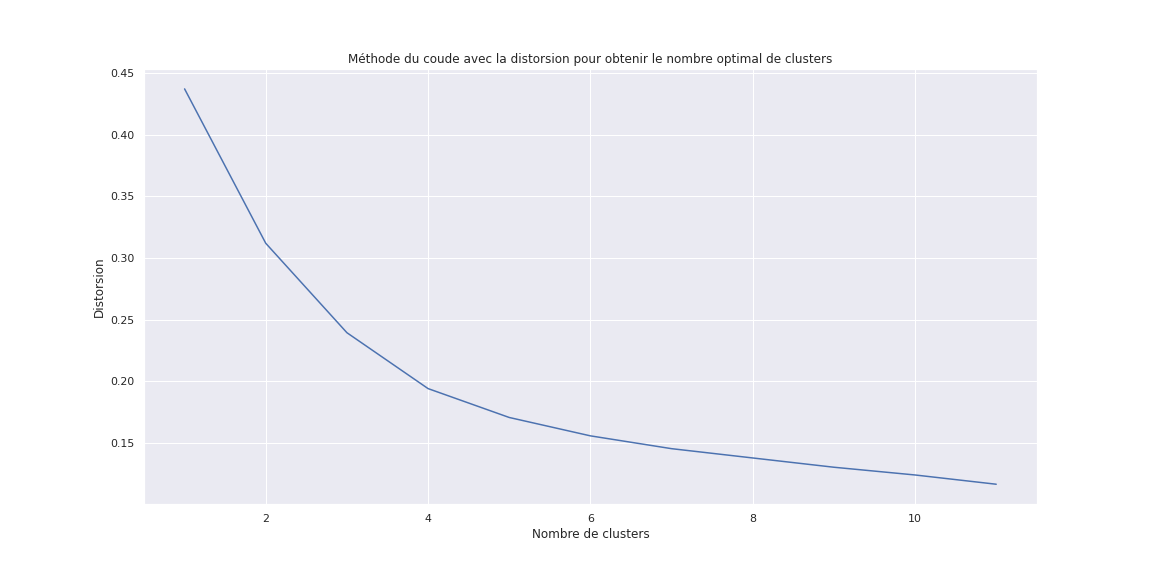 Méthode du coude avec la distorsion pour obtenir le nombre optimal de clusters
0.45
0.40
0.35
0.30
0.25
0.20
0.15
Distorsion
2 4 6 8 10
Nombre de clusters